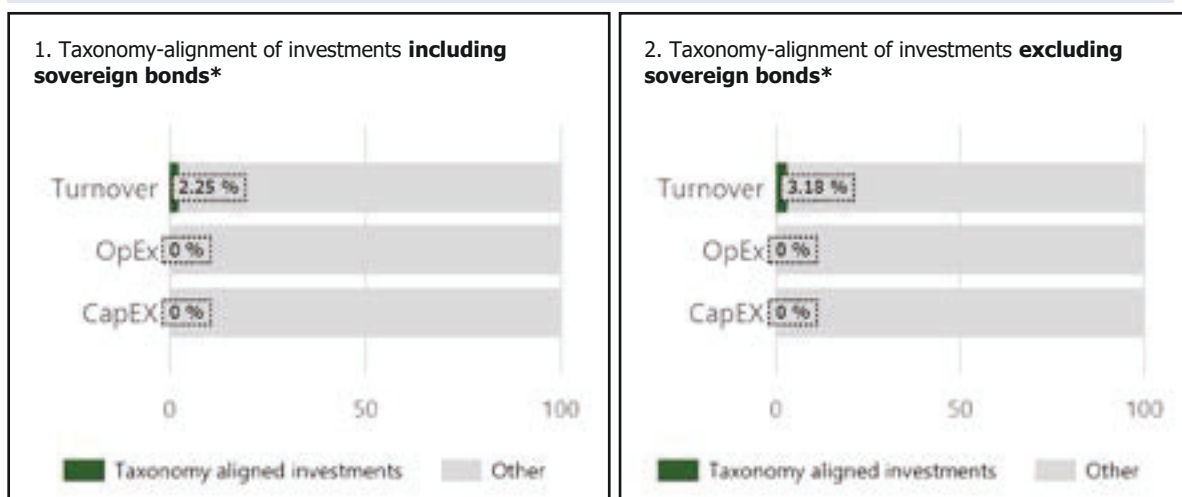 1. Taxonomy-alignment of investments including
sovereign bonds*
Turnover 2.25 %
OpEx 0 %
CapEX 0 %
0 50 100
Taxonomy aligned investments Other
2. Taxonomy-alignment of investments excluding
sovereign bonds*
Turnover 3.18 %
OpEx 0 %
CapEX 0 %
0 50 100
Taxonomy aligned investments Other